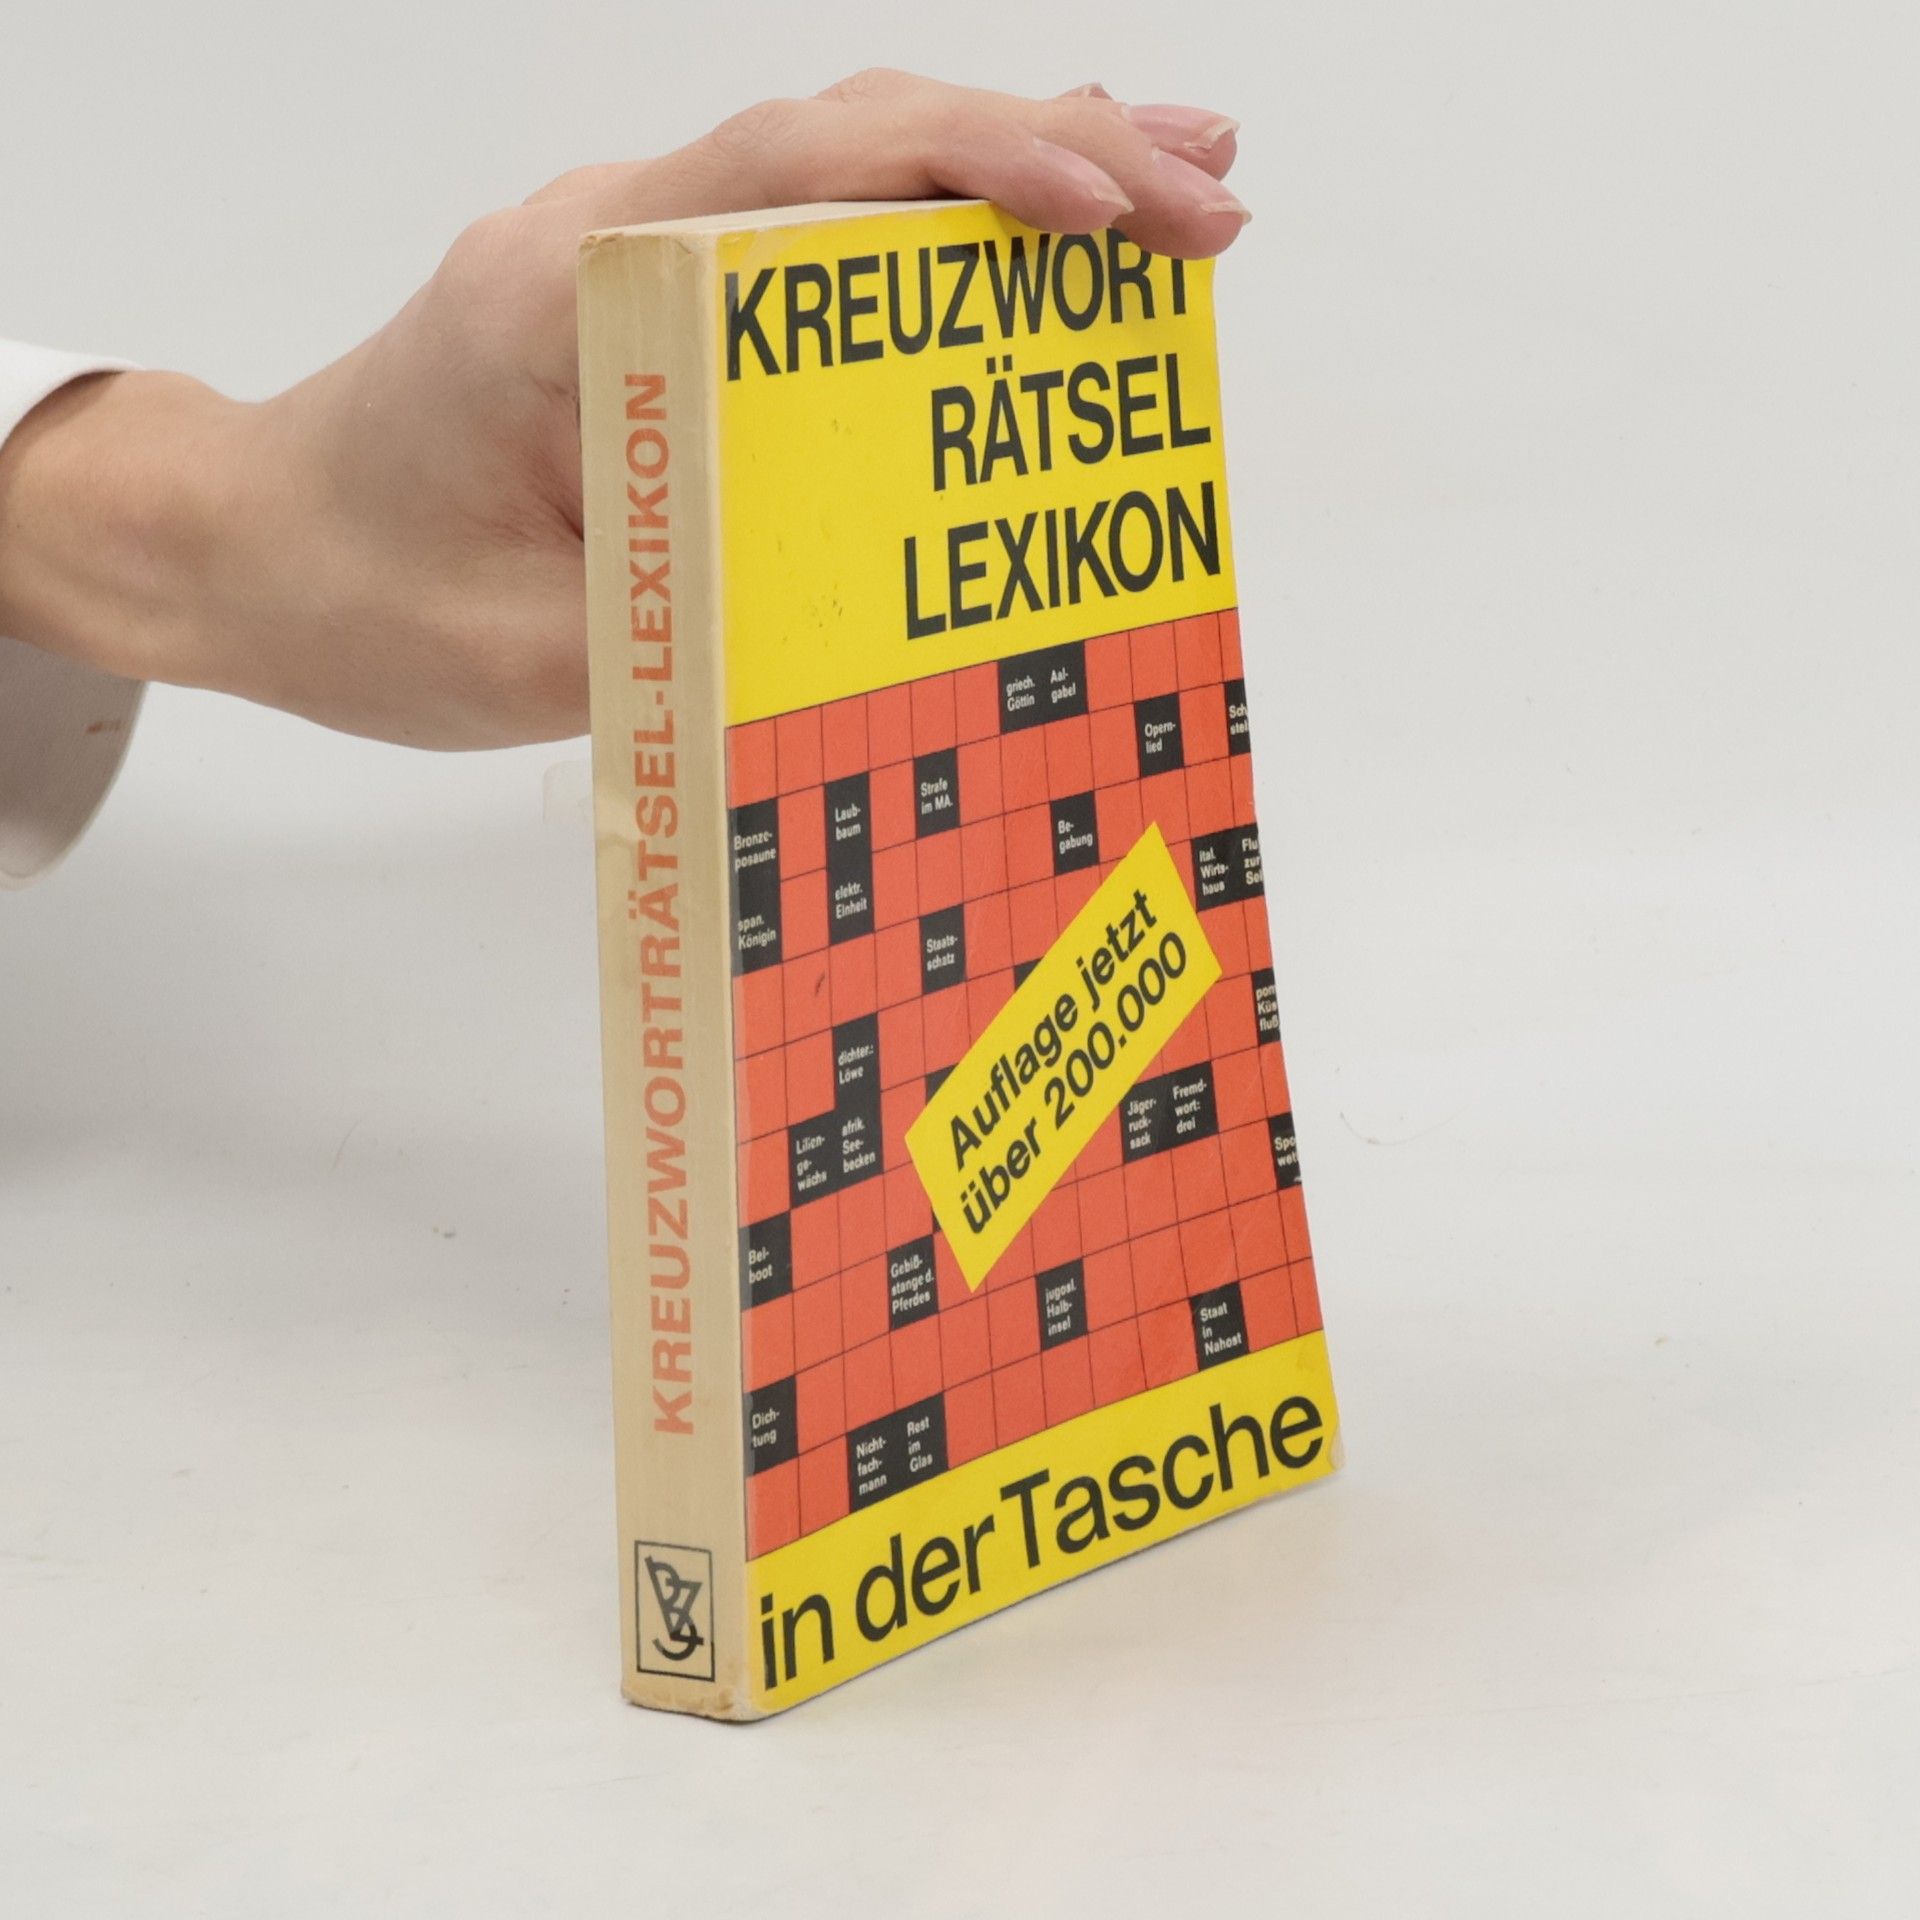 KREUZWORTRÄTSEL-LEXIKON
KREUZWORT
RÄTSEL
LEXIKON
griech.
Göttin
Aal-
gabel
Opern-
lied
Strafe
im MA.
Laub-
baum
Bronze-
posaune
Be-
gabung
ital.
Wirts-
haus
elektr.
Einheit
span.
Königin
Staats-
schatz
Auflage jetzt
über 200.000
dichter.:
Löwe
Jäger-
ruck-
sack
Fremd-
wort:
drei
Lilien-
ge-
wächs
afrik.
See-
becken
Bei-
boot
Gebiß-
stange d.
Pferdes
jugosl.
Halb-
insel
Staat
in
Nahost
Dich-
tung
Nicht-
fach-
mann
Rest
im
Glas
in der Tasche